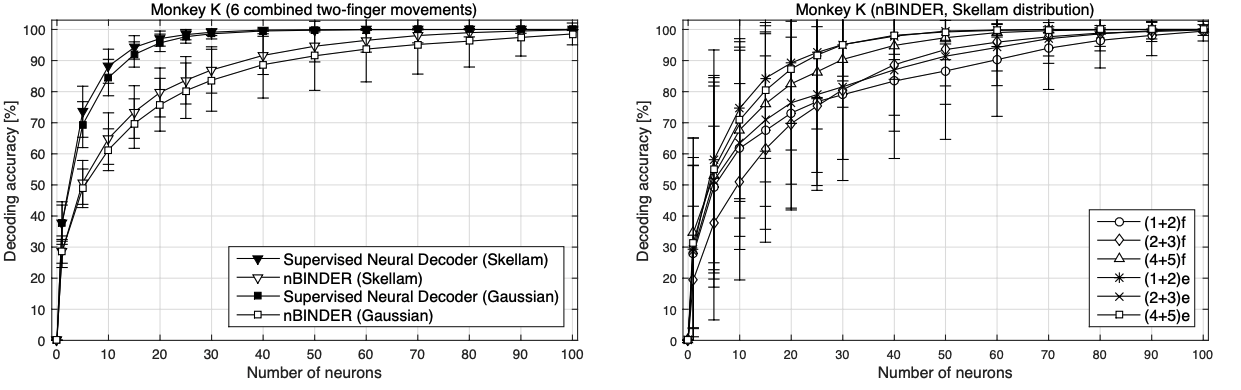 Monkey K (6 combined two-finger movements)
Decoding accuracy [%]
100
90
80
70
60
50
40
30
20
10
0
Supervised Neural Decoder (Skellam)
nBINDER (Skellam)
Supervised Neural Decoder (Gaussian)
nBINDER (Gaussian)
0 10 20 30 40 50 60 70 80 90 100
Number of neurons
Monkey K (nBINDER, Skellam distribution)
Decoding accuracy [%]
100
90
80
70
60
50
40
30
20
10
0
(1+2)f
(2+3)f
(4+5)f
(1+2)e
(2+3)e
(4+5)e
0 10 20 30 40 50 60 70 80 90 100
Number of neurons